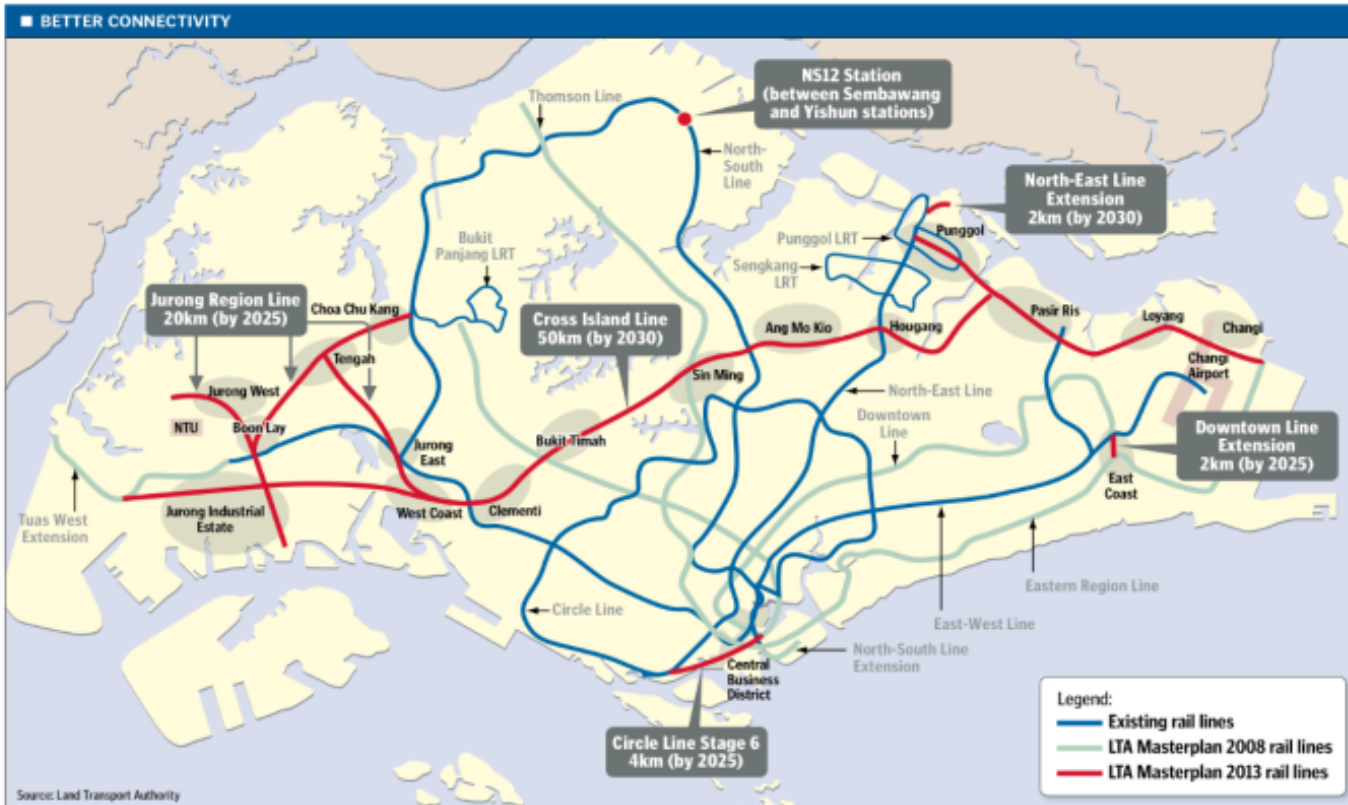 BETTER CONNECTIVITY
NS12 Station
(between Sembawang
and Yishun stations)
Thomson Line
North-
South
Line
North-East Line
Extension
2km (by 2030)
Punggol LRT
Punggol
Sengkang
LRT
Bukit
Panjang LRT
Jurong Region Line
20km (by 2025)
Choa Chu Kang
Cross Island Line
50km (by 2030)
Ang Mo Kio
Hougang
Pasir Ris
Loyang
Changi
Tengah
Changi
Airport
Sin Ming
Jurong West
North-East Line
Downtown
Line
NTU
Boon Lay
Bukit Timah
Jurong
East
Downtown Line
Extension
2km (by 2025)
East
Coast
Tuas West
Extension
Jurong Industrial
Estate
West Coast
Clementi
Eastern Region Line
Circle Line
East-West Line
North-South Line
Extension
Central
Business
District
Circle Line Stage 6
4km (by 2025)
Legend:
Existing rail lines
LTA Masterplan 2008 rail lines
LTA Masterplan 2013 rail lines
Source: Land Transport Authority